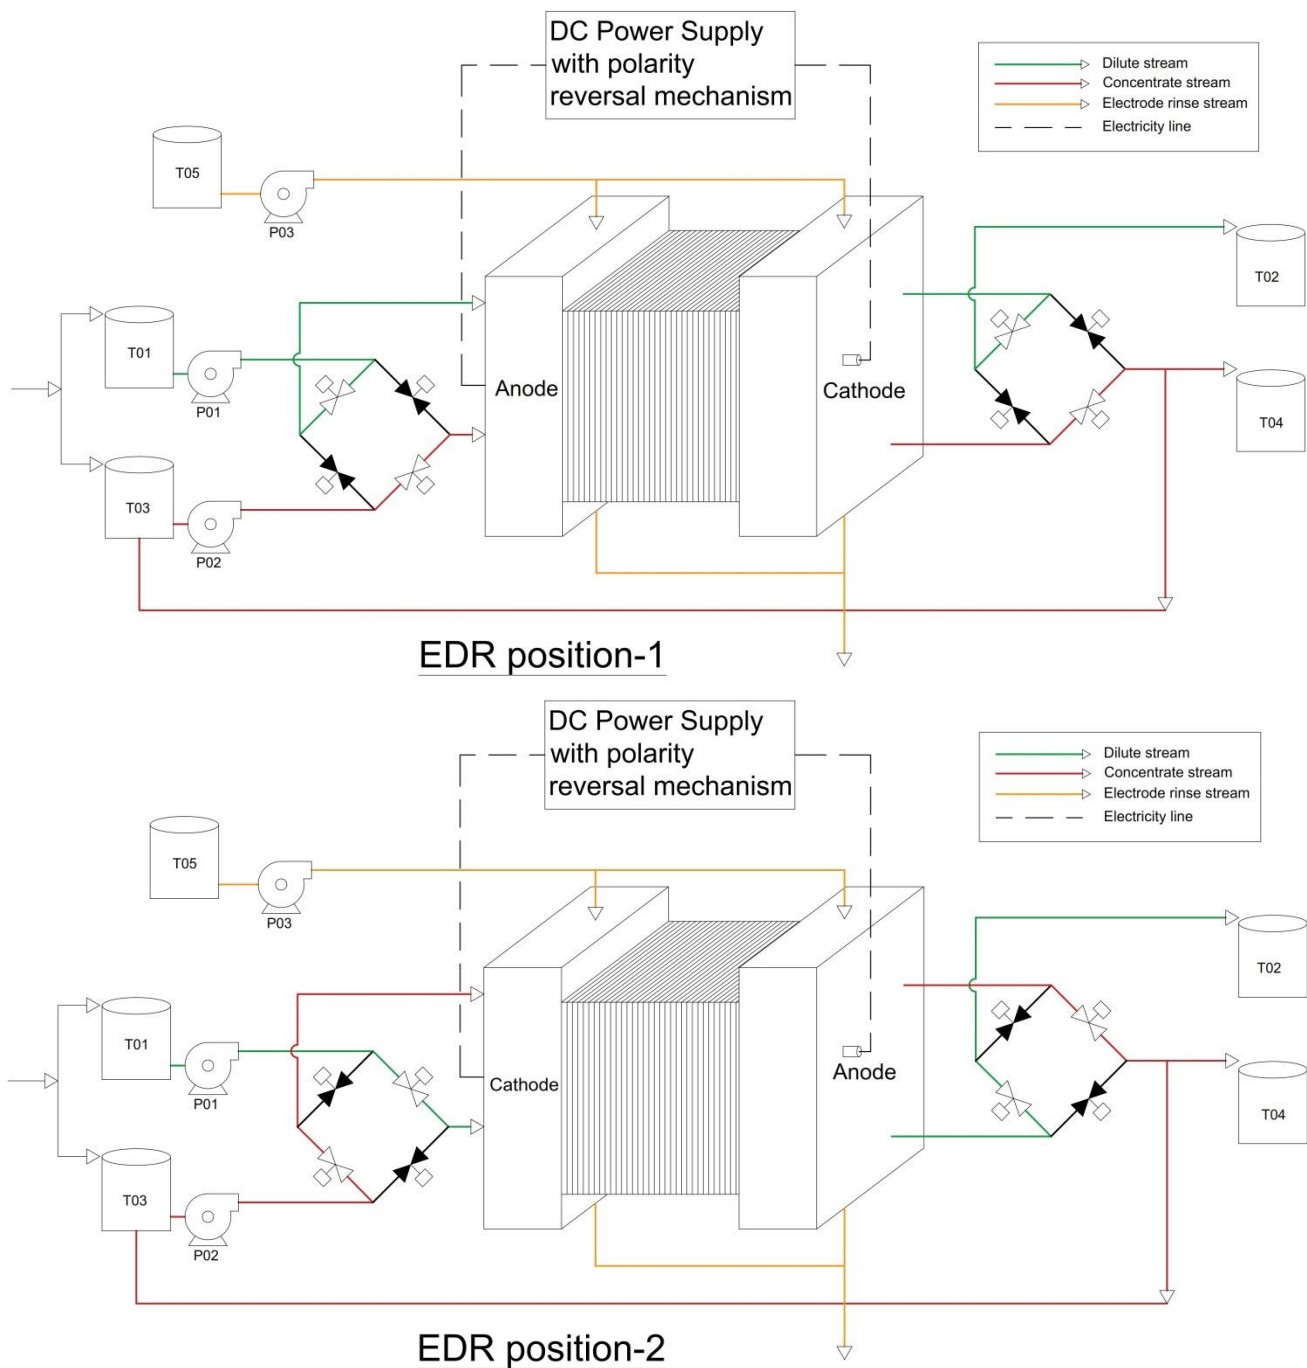 DC Power Supply
with polarity
reversal mechanism
Dilute stream
Concentrate stream
Electrode rinse stream
Electricity line
T05
P03
T02
T01
P01
Anode
Cathode
T04
T03
P02
EDR position-1
DC Power Supply
with polarity
reversal mechanism
Dilute stream
Concentrate stream
Electrode rinse stream
Electricity line
T05
P03
T02
T01
P01
Cathode
Anode
T04
T03
P02
EDR position-2